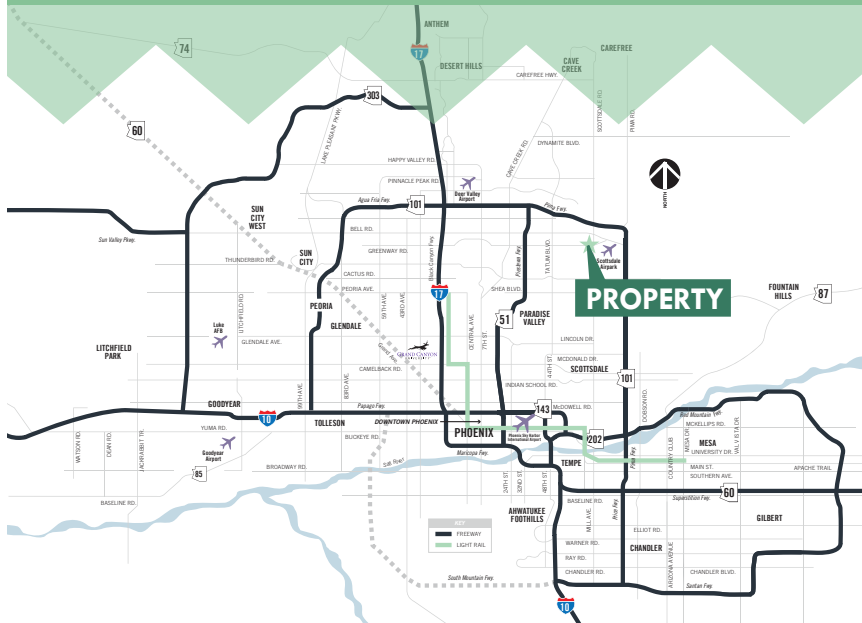 ANTHEM
74
17
DESERT HILLS
CAVE
CREEK
CAREFREE
CAREFREE HWY.
303
60
LAKE PLEASANT PKWY.
SCOTTSDALE RD.
PIMA RD.
CAVE CREEK RD.
DYNAMITE BLVD.
HAPPY VALLEY RD.
PINNACLE PEAK RD.
Deer Valley
Airport
NORTH
Agua Fria Fwy.
101
Pima Fwy.
SUN
CITY
WEST
BELL RD.
Sun Valley Pkwy.
SUN
CITY
THUNDERBIRD RD.
GREENWAY RD.
Black Canyon Fwy.
Piestewa Fwy.
TATUM BLVD.
Scottsdale
Airpark
CACTUS RD.
PEORIA AVE.
SHEA BLVD.
17
PROPERTY
FOUNTAIN
HILLS
87
LITCHFIELD RD.
PEORIA
59TH AVE.
43RD AVE.
GLENDALE
51
PARADISE
VALLEY
CENTRAL AVE.
7TH ST.
Luke
AFB
GLENDALE AVE.
LITCHFIELD
PARK
Grand Ave.
GRAND CANYON
LINCOLN DR.
44TH ST.
MCDONALD DR.
SCOTTSDALE
CAMELBACK RD.
INDIAN SCHOOL RD.
101
99TH AVE.
83RD AVE.
DOBSON RD.
GOODYEAR
Papago Fwy.
143
McDOWELL RD.
Red Mountain Fwy.
10
TOLLESON
DOWNTOWN PHOENIX
PHOENIX
Phoenix Sky Harbor
International Airport
202
MCKELLIPS RD.
MESA DR.
MESA
VAL VISTA DR.
YUMA RD.
BUCKEYE RD.
WATSON RD.
DEAN RD.
JACKRABBIT TR.
Goodyear
Airport
85
BROADWAY RD.
Salt River
Maricopa Fwy.
TEMPE
Pima Fwy.
COUNTRY CLUB
UNIVERSITY DR.
MAIN ST.
SOUTHERN AVE.
APACHE TRAIL
24TH ST.
32ND ST.
48TH ST.
60
Superstition Fwy.
BASELINE RD.
BASELINE RD.
AHWATUKEE
FOOTHILLS
MILL AVE.
Price Fwy.
GILBERT
KEY
FREEWAY
LIGHT RAIL
ELLIOT RD.
WARNER RD.
CHANDLER
RAY RD.
ARIZONA AVENUE
CHANDLER RD.
CHANDLER BLVD.
South Mountain Fwy.
Santan Fwy.
10